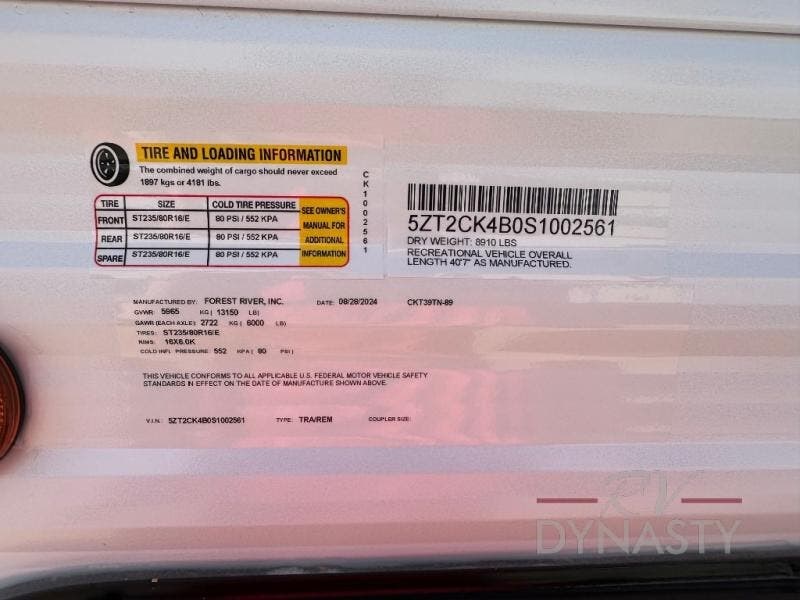 TIRE AND LOADING INFORMATION
The combined weight of cargo should never exceed
1897 kgs or 4181 lbs.
TIRE SIZE COLD TIRE PRESSURE
FRONT ST235/80R16/E 80 PSI / 552 KPA
REAR ST235/80R16/E 80 PSI / 552 KPA
SPARE ST235/80R16/E 80 PSI / 552 KPA
SEE OWNER'S
MANUAL FOR
ADDITIONAL
INFORMATION
CK1002561
5ZT2CK4B0S1002561
DRY WEIGHT: 8910 LBS
RECREATIONAL VEHICLE OVERALL
LENGTH 40'7" AS MANUFACTURED.
MANUFACTURED BY: FOREST RIVER, INC. DATE: 08/28/2024 CKT39TN-89
GVWR: 5965 KG ( 13150 LB)
GAWR (EACH AXLE): 2722 KG ( 6000 LB)
TIRES: ST235/80R16/E
RIMS: 16X6.0K
COLD INFL. PRESSURE: 552 KPA ( 80 PSI)
THIS VEHICLE CONFORMS TO ALL APPLICABLE U.S. FEDERAL MOTOR VEHICLE SAFETY
STANDARDS IN EFFECT ON THE DATE OF MANUFACTURE SHOWN ABOVE.
V.I.N.: 5ZT2CK4B0S1002561 TYPE: TRA/REM COUPLER SIZE:
RV
DYNASTY